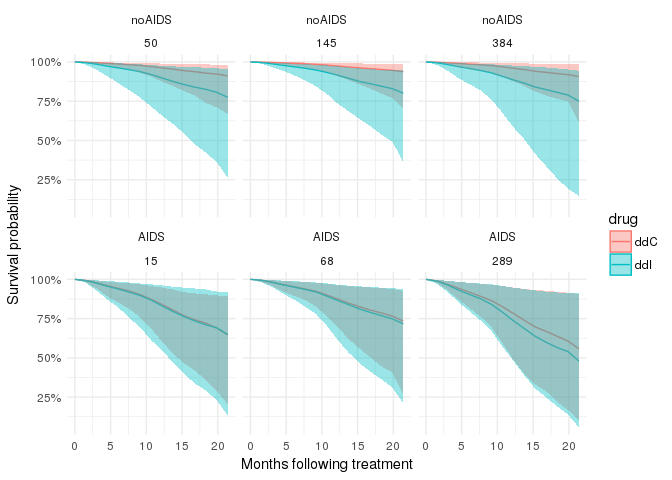 noAIDS noAIDS noAIDS
50 145 384
100%
75%
50%
25%
AIDS AIDS AIDS
15 68 289
100%
75%
50%
25%
0 5 10 15 20 0 5 10 15 20 0 5 10 15 20
Months following treatment
Survival probability
drug
ddC
ddI